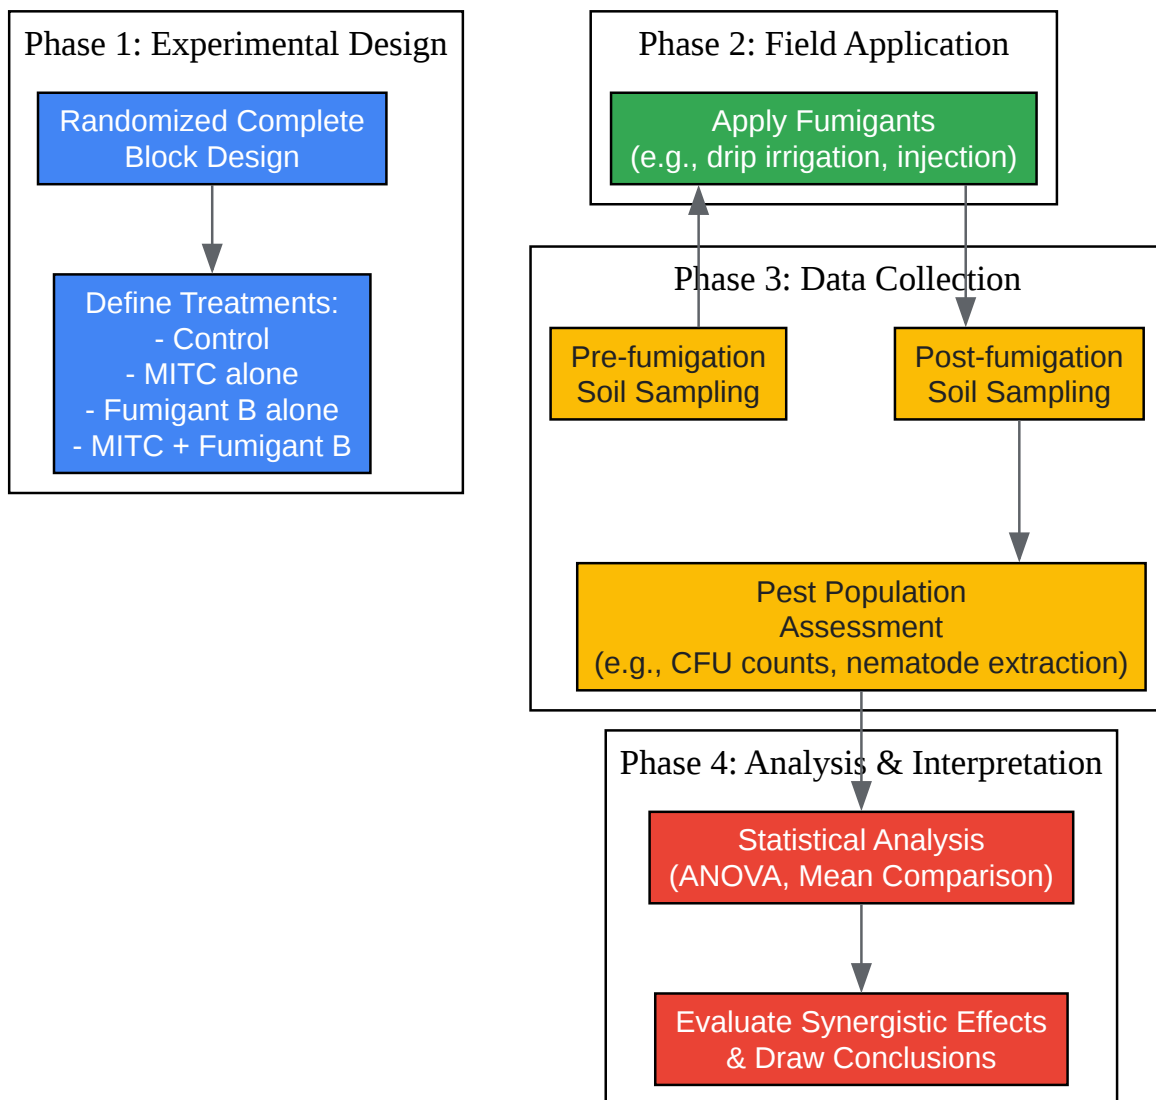 Phase 1: Experimental Design
Randomized Complete
Block Design
Define Treatments:
- Control
- MITC alone
- Fumigant B alone
- MITC + Fumigant B
Phase 2: Field Application
Apply Fumigants
(e.g., drip irrigation, injection)
Phase 3: Data Collection
Pre-fumigation
Soil Sampling
Post-fumigation
Soil Sampling
Pest Population
Assessment
(e.g., CFU counts, nematode extraction)
Phase 4: Analysis & Interpretation
Statistical Analysis
(ANOVA, Mean Comparison)
Evaluate Synergistic Effects
& Draw Conclusions